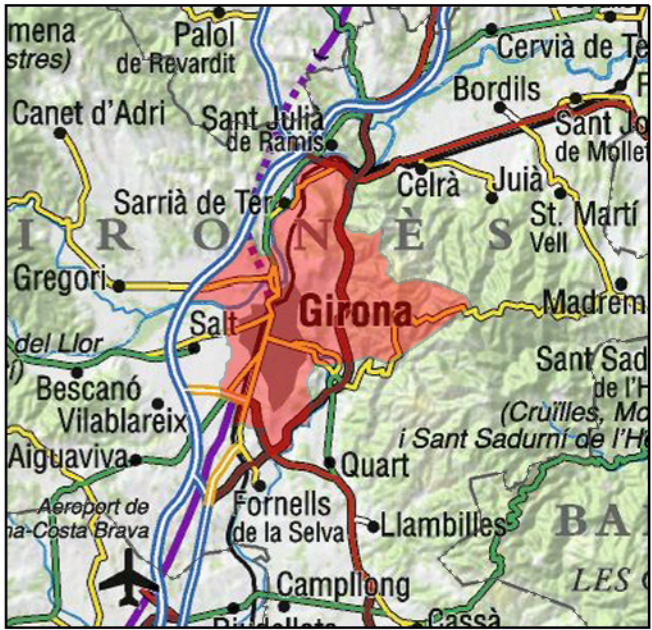 mena
stres)
Palol
de Revardit
Cervià de Te
Bordils
F
Canet d'Adri
Sant Julià
de Ramis
Sant Jo
de Mollet
Celrà
Juià
Sarrià de Ter
St. Martí
Vell
I R O N È S
Gregori
Girona
Madrem
Salt
del Llor
í)
Sant Sad
de l'H
Bescanó
Vilablareix
(Cruïlles, Mo
i Sant Sadurní de l'He
Aiguaviva
Quart
Aeroport de
na-Costa Brava
Fornells
de la Selva
Llambilles
BA
LES
Campllong
Cassà